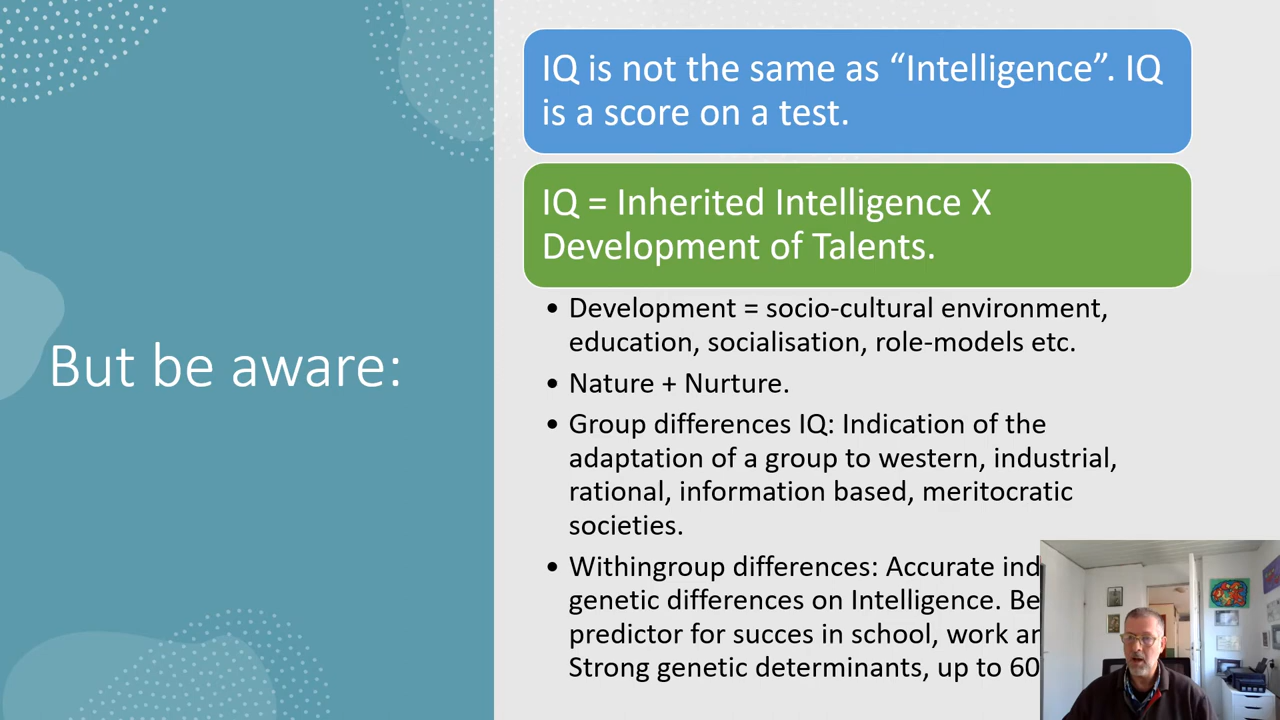 But be aware:
IQ is not the same as “Intelligence”. IQ
is a score on a test.
IQ = Inherited Intelligence X
Development of Talents.
• Development = socio-cultural environment,
education, socialisation, role-models etc.
• Nature + Nurture.
• Group differences IQ: Indication of the
adaptation of a group to western, industrial,
rational, information based, meritocratic
societies.
• Withingroup differences: Accurate
genetic differences on Intelligence.
predictor for succes in school, work
Strong genetic determinants, up to 60